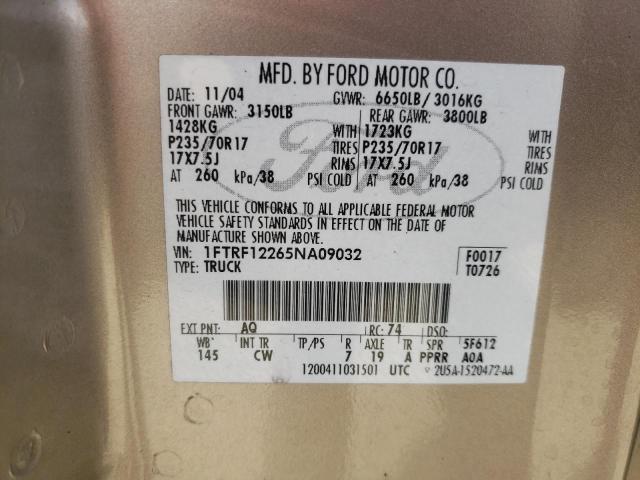 MFD. BY FORD MOTOR CO.
DATE: 11/04 GVWR: 6650LB/ 3016KG
FRONT GAWR: 3150LB REAR GAWR: 3800LB
1428KG WITH 1723KG WITH
P235/70R17 TIRES P235/70R17 TIRES
17X7.5J RIMS 17X7.5J RIMS
AT 260 kPa/38 PSI COLD AT 260 kPa/38 PSI COLD
THIS VEHICLE CONFORMS TO ALL APPLICABLE FEDERAL MOTOR
VEHICLE SAFETY STANDARDS IN EFFECT ON THE DATE OF
MANUFACTURE SHOWN ABOVE.
VIN: 1FTRF12265NA09032 F0017
TYPE: TRUCK T0726
EXT PNT: AQ RC: 74 DSO:
WB INT TR TP/PS R AXLE TR SPR 5F612
145 CW 7 19 A PPRR A0A
1200411031501 UTC 2U5A-1520472-AA
Ford